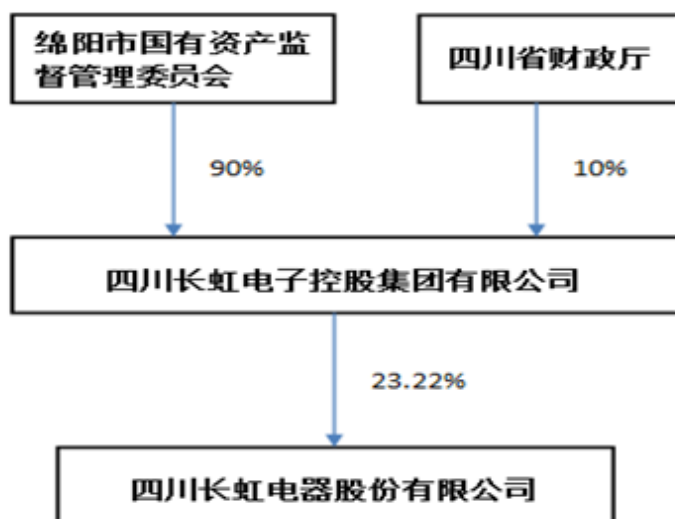 绵阳市国有资产监
督管理委员会
四川省财政厅
90%
10%
四川长虹电子控股集团有限公司
23.22%
四川长虹电器股份有限公司